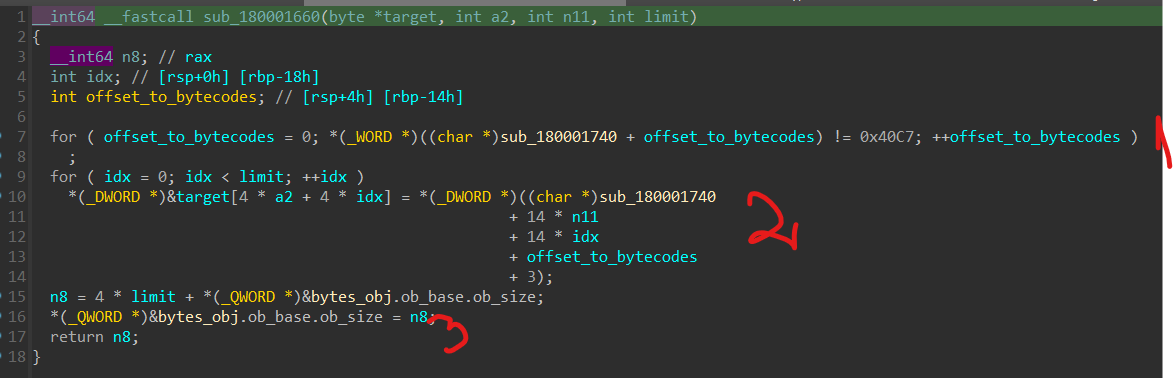 1 __int64 __fastcall sub_180001660(byte *target, int a2, int n11, int limit)
2 {
3 __int64 n8; // rax
4 int idx; // [rsp+0h] [rbp-18h]
5 int offset_to_bytecodes; // [rsp+4h] [rbp-14h]
6
7 for ( offset_to_bytecodes = 0; *(_WORD *)((char *)sub_180001740 + offset_to_bytecodes) != 0x40C7; ++offset_to_bytecodes ) 1
8 ;
9 for ( idx = 0; idx < limit; ++idx )
10 *(_DWORD *)&target[4 * a2 + 4 * idx] = *(_DWORD *)((char *)sub_180001740
11 + 14 * n11 2
12 + 14 * idx
13 + offset_to_bytecodes
14 + 3);
15 n8 = 4 * limit + *(_QWORD *)&bytes_obj.ob_base.ob_size;
16 *(_QWORD *)&bytes_obj.ob_base.ob_size = n8; 3
17 return n8;
18 }